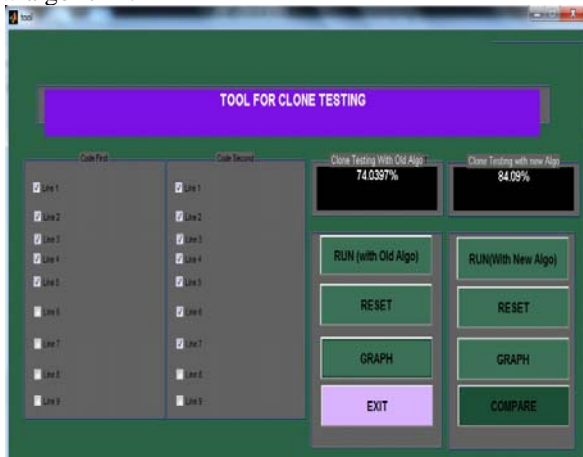 tool
TOOL FOR CLONE TESTING
Code First
Line 1
Line 2
Line 3
Line 4
Line 5
Line 6
Line 7
Line 8
Line 9
Code Second
Line 1
Line 2
Line 3
Line 4
Line 5
Line 6
Line 7
Line 8
Line 9
Clone Testing With Old Algo
74.0397%
Clone Testing with new Algo
84.09%
RUN (with Old Algo)
RESET
GRAPH
EXIT
RUN(With New Algo)
RESET
GRAPH
COMPARE